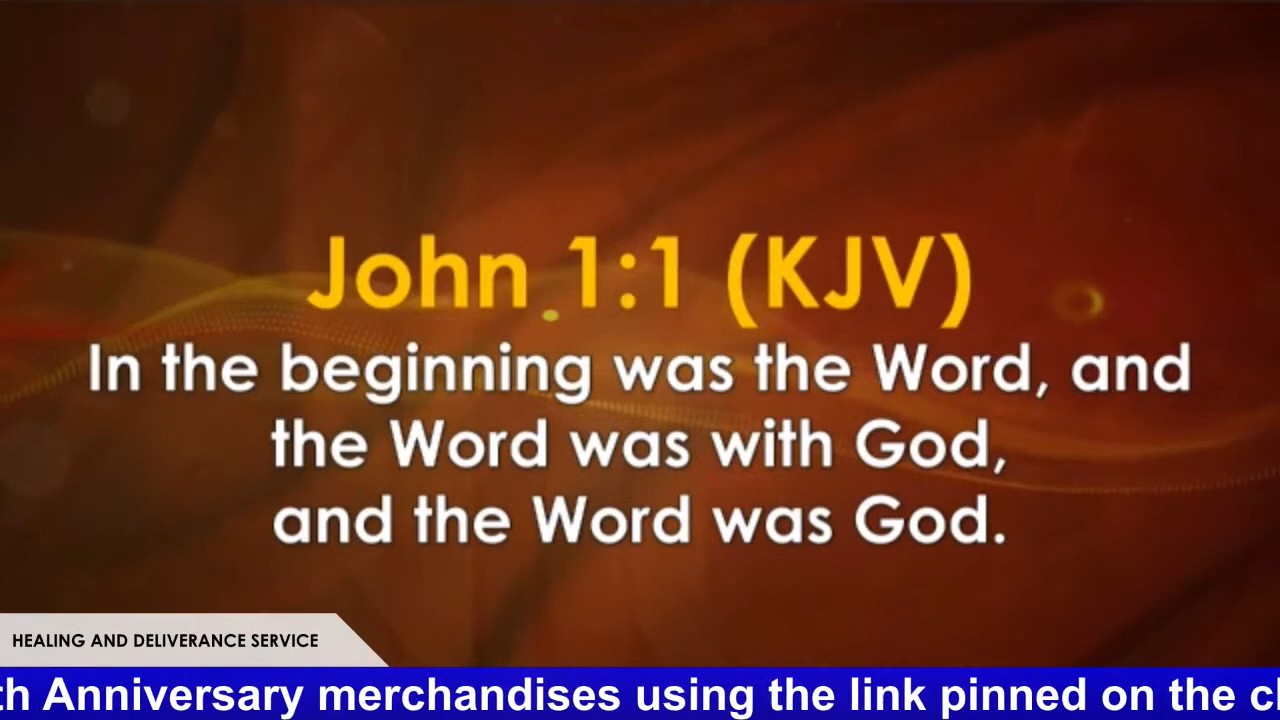 John 1:1 (KJV)
In the beginning was the Word, and
the Word was with God,
and the Word was God.
HEALING AND DELIVERANCE SERVICE
Anniversary merchandises using the link pinned on the